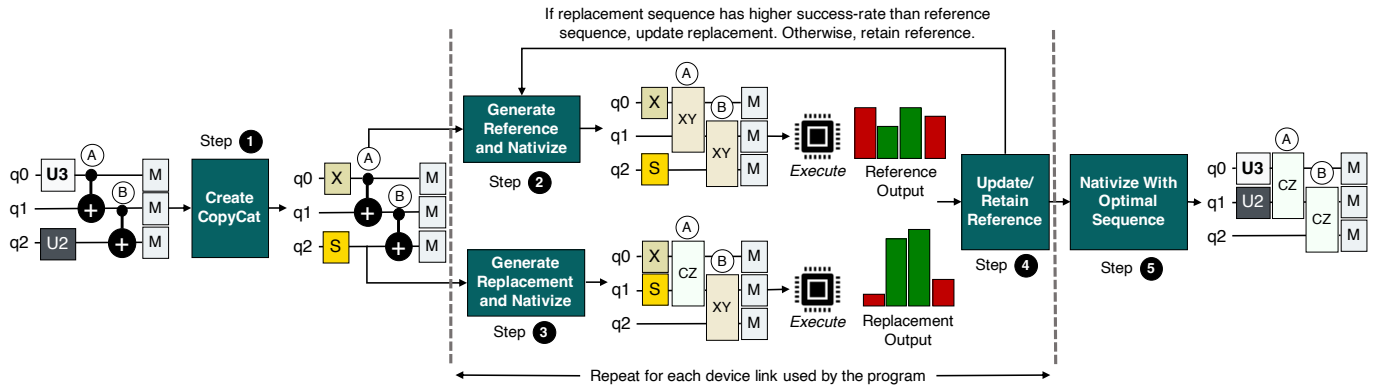 If replacement sequence has higher success-rate than reference
sequence, update replacement. Otherwise, retain reference.
Step 1
A
B
q0 U3 M
q1 M
q2 U2 M
Create
CopyCat
A
B
q0 X M
q1 M
q2 S M
Generate
Reference
and Nativize
Step 2
A
B
q0 X XY M
q1 XY M
q2 S M
Execute
Reference
Output
Generate
Replacement
and Nativize
Step 3
A
B
q0 X CZ M
q1 S XY M
q2 M
Execute
Replacement
Output
Update/
Retain
Reference
Step 4
Nativize With
Optimal
Sequence
Step 5
A
B
q0 U3 CZ M
q1 U2 CZ M
q2 M
Repeat for each device link used by the program